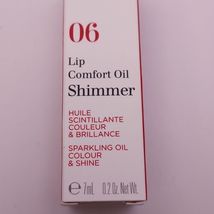 06
Lip
Comfort Oil
Shimmer
HUILE
SCINTILLANTE
COULEUR
& BRILLANCE
SPARKLING OIL
COLOUR
& SHINE
℮ 7mL 0.2 Oz. Net Wt.